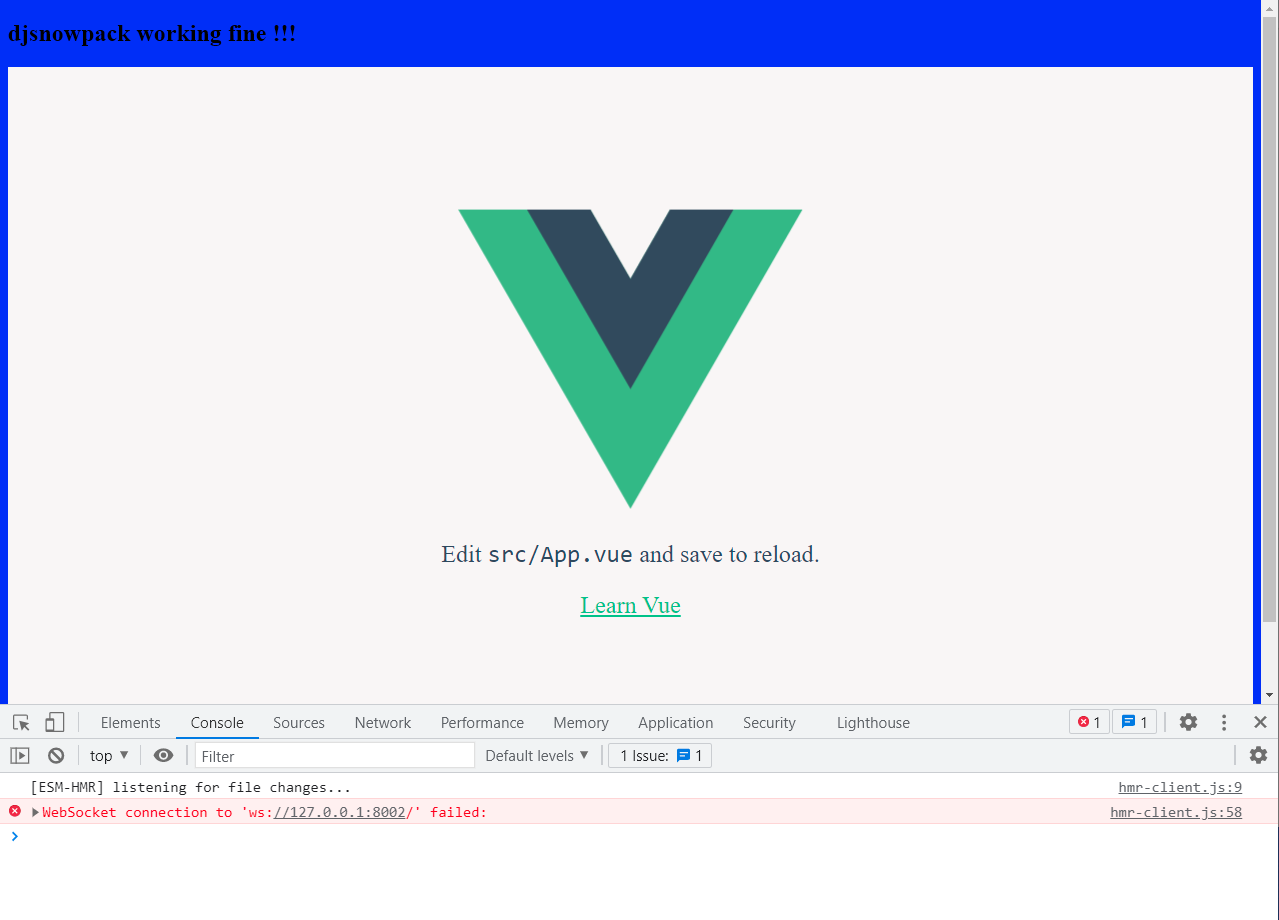 djsnowpack working fine !!!
Edit src/App.vue and save to reload.
Learn Vue
Elements Console Sources Network Performance Memory Application Security Lighthouse 1 1
top Filter Default levels 1 Issue: 1
[ESM-HMR] listening for file changes... hmr-client.js:9
WebSocket connection to 'ws://127.0.0.1:8002/' failed: hmr-client.js:58